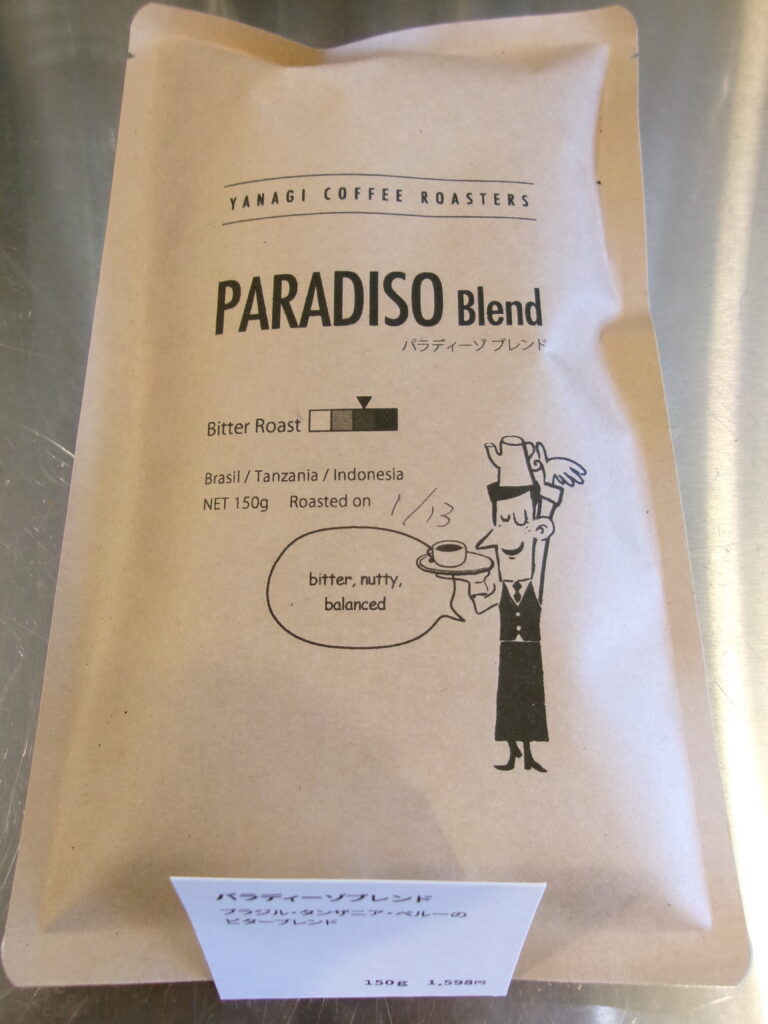 YANAGI COFFEE ROASTERS
PARADISO Blend
パラディーゾ ブレンド
Bitter Roast
Brasil / Tanzania / Indonesia
NET 150g Roasted on 1/13
bitter, nutty,
balanced
パラディーゾブレンド
ブラジル・タンザニア・ペルーの
ビターブレンド
150g 1,598円